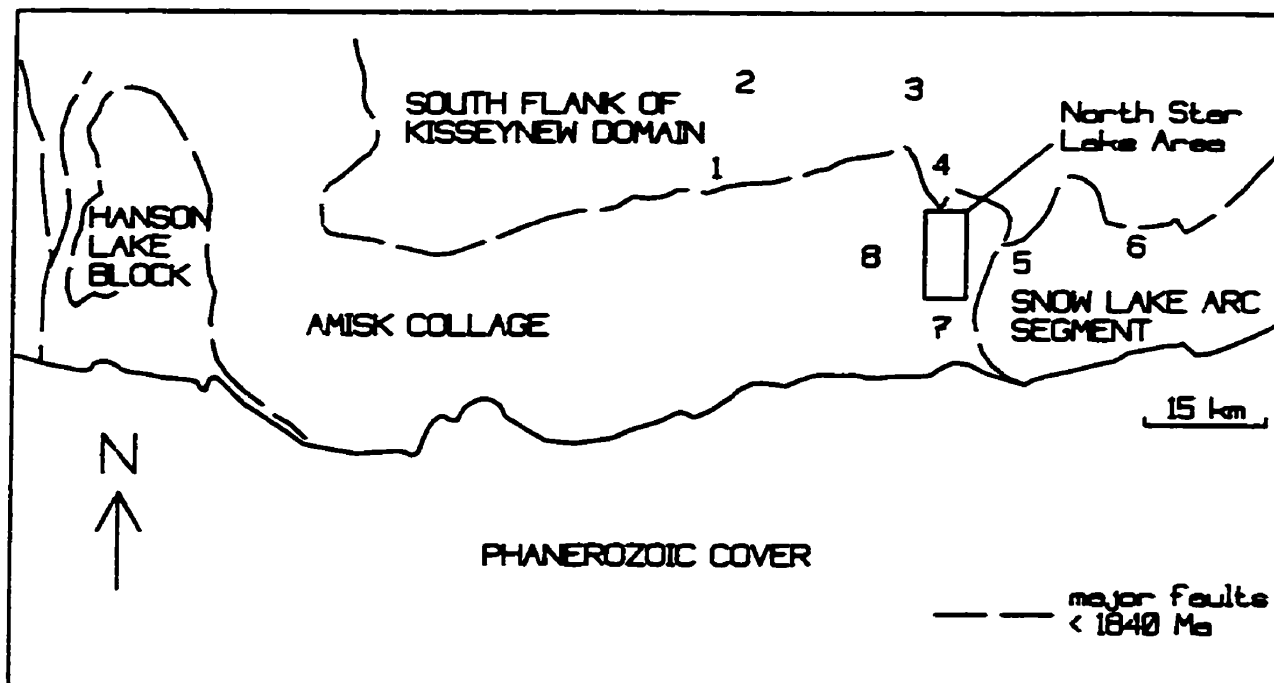 SOUTH FLANK OF
KISSEYNEW DOMAIN
2
3
North Star
Lake Area
1
4
HANSON
LAKE
BLOCK
8
5
6
AMISK COLLAGE
7
SNOW LAKE ARC
SEGMENT
15 km
N
PHANEROZOIC COVER
major faults
< 1840 Ma